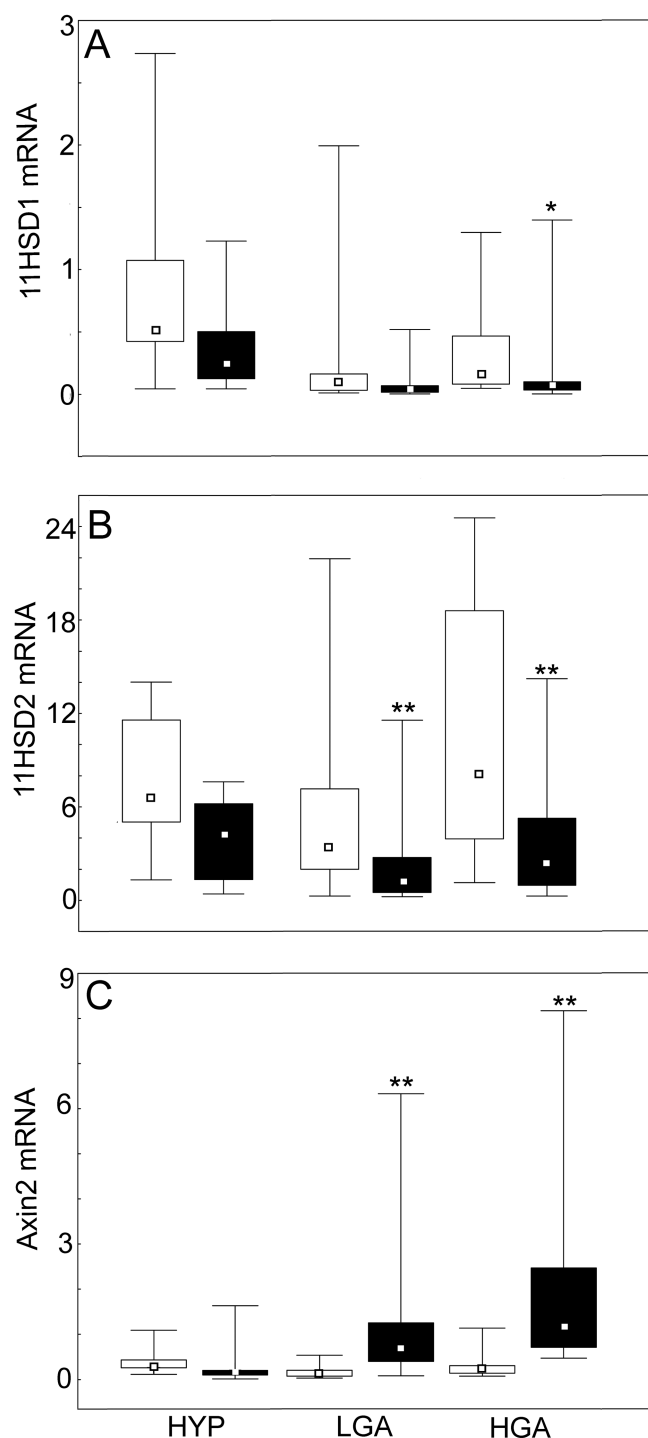 A
11HSD1 mRNA
3
2
1
0
*
B
11HSD2 mRNA
24
18
12
6
0
**
**
C
Axin2 mRNA
9
6
3
0
**
**
HYP LGA HGA